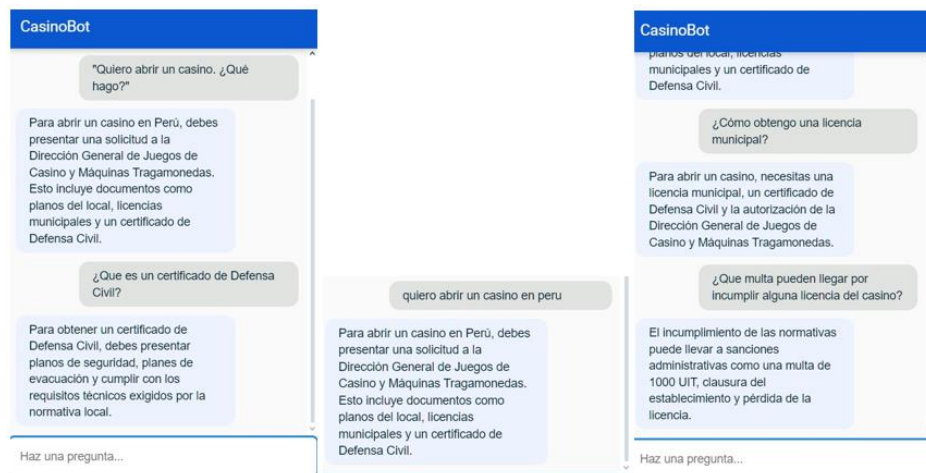 CasinoBot
"Quiero abrir un casino. ¿Qué
hago?"
Para abrir un casino en Perú, debes
presentar una solicitud a la
Dirección General de Juegos de
Casino y Máquinas Tragamonedas.
Esto incluye documentos como
planos del local, licencias
municipales y un certificado de
Defensa Civil.
¿Que es un certificado de Defensa
Civil?
Para obtener un certificado de
Defensa Civil, debes presentar
planos de seguridad, planes de
evacuación y cumplir con los
requisitos técnicos exigidos por la
normativa local.
Haz una pregunta...
quiero abrir un casino en peru
Para abrir un casino en Perú, debes
presentar una solicitud a la
Dirección General de Juegos de
Casino y Máquinas Tragamonedas.
Esto incluye documentos como
planos del local, licencias
municipales y un certificado de
Defensa Civil.
CasinoBot
planos del local, licencias
municipales y un certificado de
Defensa Civil.
¿Cómo obtengo una licencia
municipal?
Para abrir un casino, necesitas una
licencia municipal, un certificado de
Defensa Civil y la autorización de la
Dirección General de Juegos de
Casino y Máquinas Tragamonedas.
¿Que multa pueden llegar por
incumplir alguna licencia del casino?
El incumplimiento de las normativas
puede llevar a sanciones
administrativas como una multa de
1000 UIT, clausura del
establecimiento y pérdida de la
licencia.
Haz una pregunta...